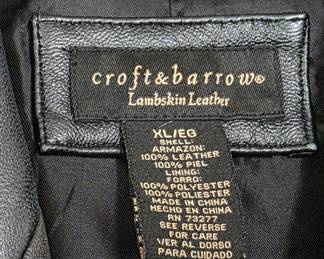 croft&barrow®
Lambskin Leather
XL/EG
SHELL:
ARMAZON:
100% LEATHER
100% PIEL
LINING:
FORRO:
100% POLYESTER
100% POLIESTER
MADE IN CHINA
HECHO EN CHINA
RN 73277
SEE REVERSE
FOR CARE
VER AL DORSO
PARA CUIDADO